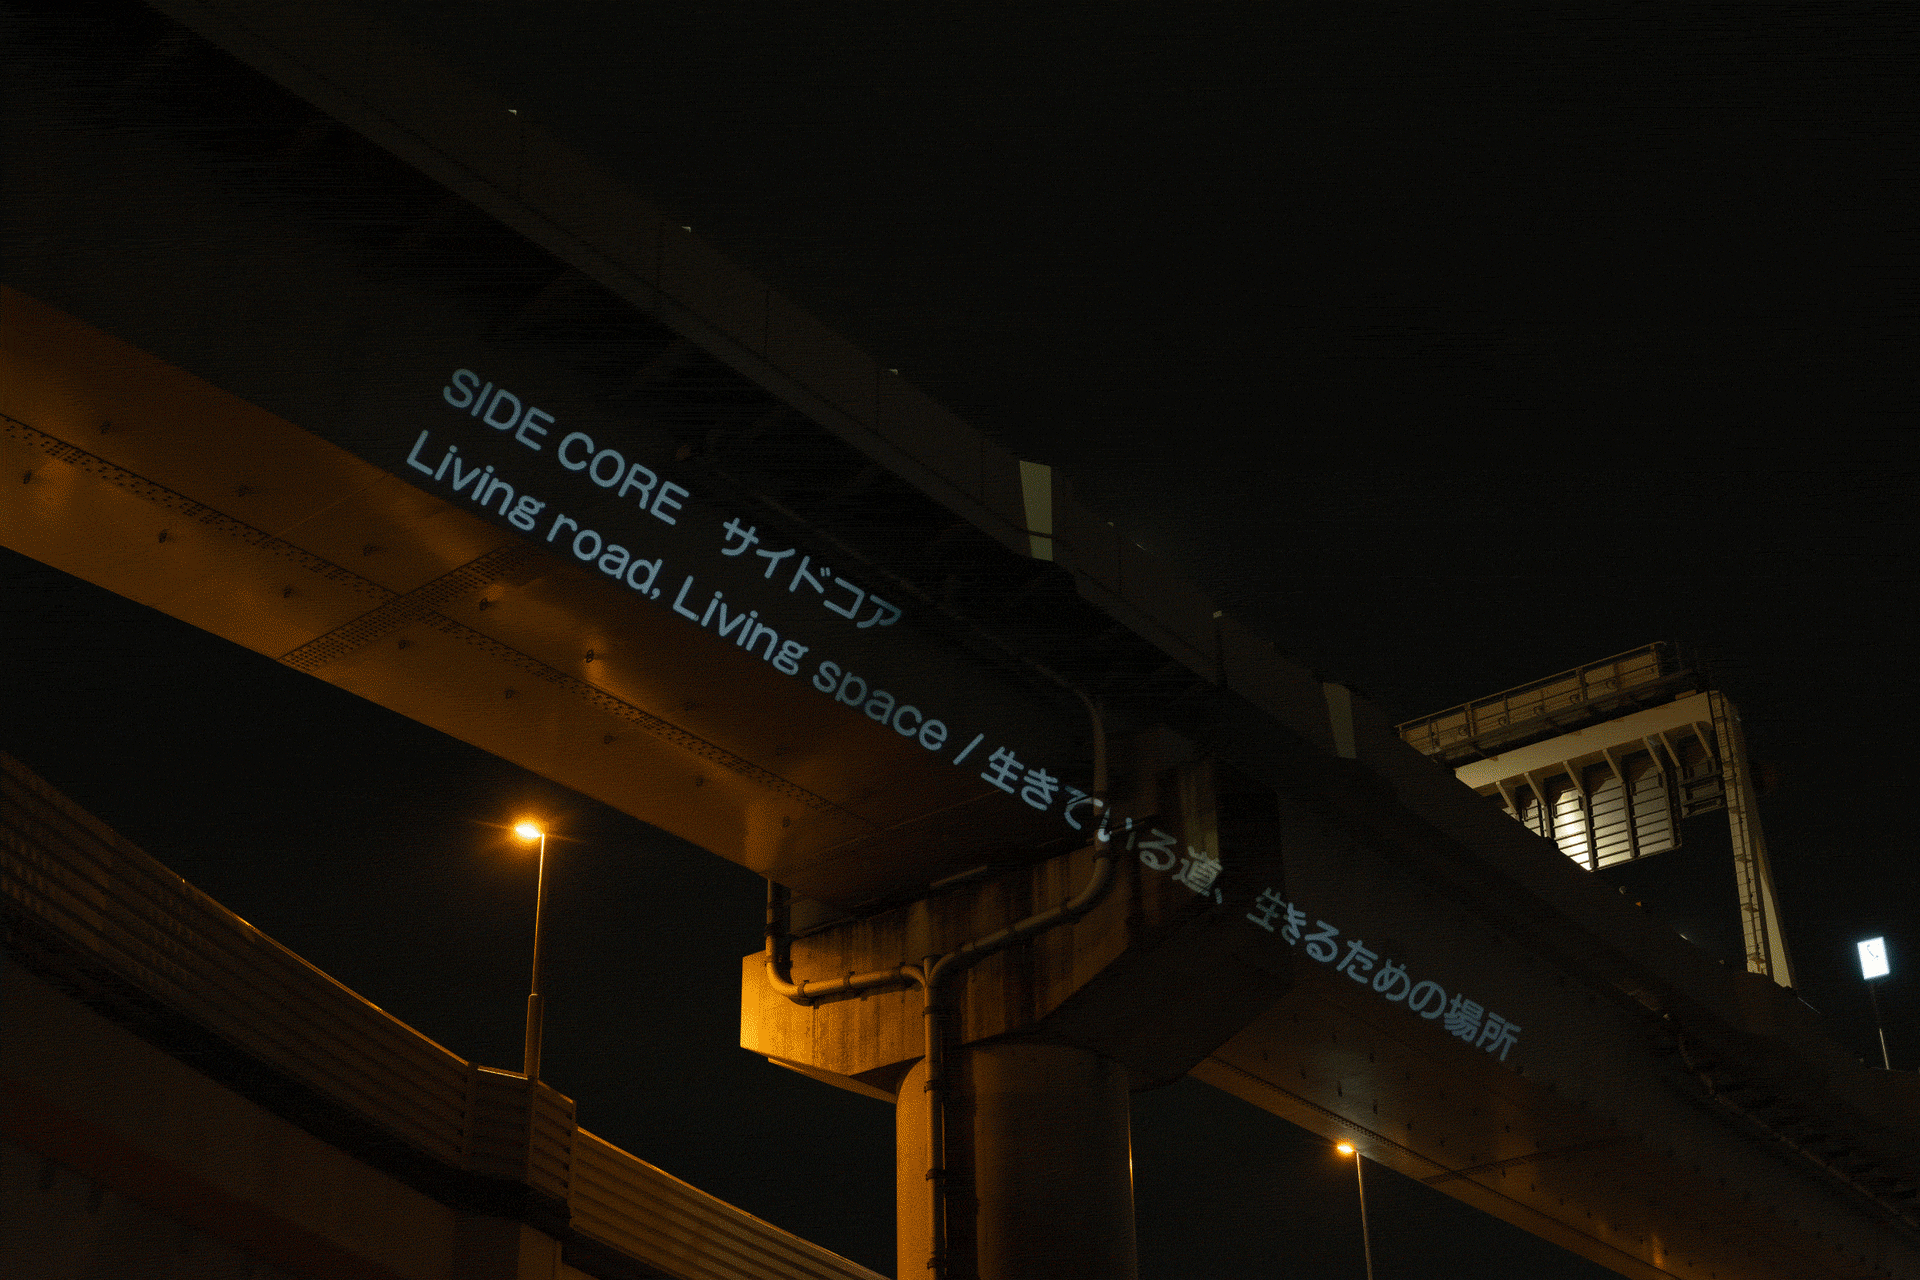 SIDE CORE サイドコア
Living road, Living space / 生きている道、生きるための場所